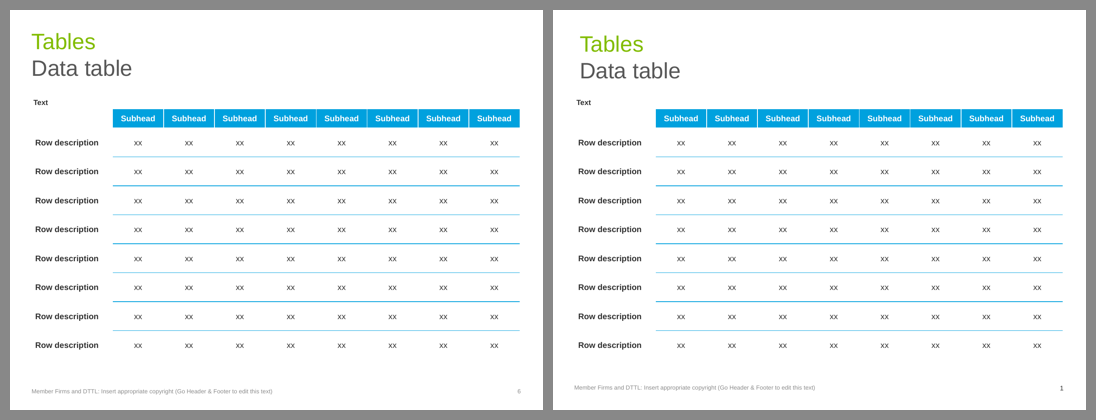 Tables
Data table
Text
Subhead Subhead Subhead Subhead Subhead Subhead Subhead Subhead
Row description xx xx xx xx xx xx xx xx
Row description xx xx xx xx xx xx xx xx
Row description xx xx xx xx xx xx xx xx
Row description xx xx xx xx xx xx xx xx
Row description xx xx xx xx xx xx xx xx
Row description xx xx xx xx xx xx xx xx
Row description xx xx xx xx xx xx xx xx
Row description xx xx xx xx xx xx xx xx
Member Firms and DTTL: Insert appropriate copyright (Go Header & Footer to edit this text) 6
Tables
Data table
Text
Subhead Subhead Subhead Subhead Subhead Subhead Subhead Subhead
Row description xx xx xx xx xx xx xx xx
Row description xx xx xx xx xx xx xx xx
Row description xx xx xx xx xx xx xx xx
Row description xx xx xx xx xx xx xx xx
Row description xx xx xx xx xx xx xx xx
Row description xx xx xx xx xx xx xx xx
Row description xx xx xx xx xx xx xx xx
Row description xx xx xx xx xx xx xx xx
Member Firms and DTTL: Insert appropriate copyright (Go Header & Footer to edit this text) 1